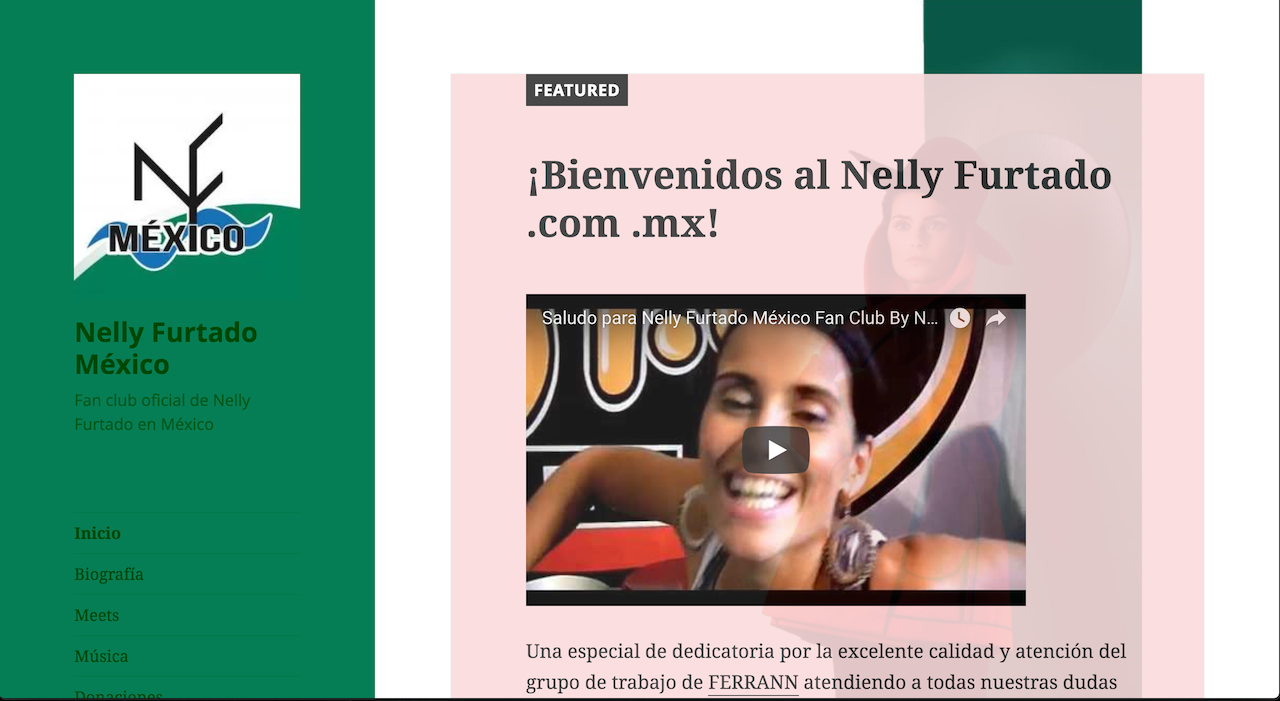 NF
MÉXICO
Nelly Furtado
México
Fan club oficial de Nelly
Furtado en México
Inicio
Biografía
Meets
Música
Donaciones
FEATURED
¡Bienvenidos al Nelly Furtado
.com .mx!
Saludo para Nelly Furtado México Fan Club By N...
Una especial de dedicatoria por la excelente calidad y atención del
grupo de trabajo de FERRANN atendiendo a todas nuestras dudas